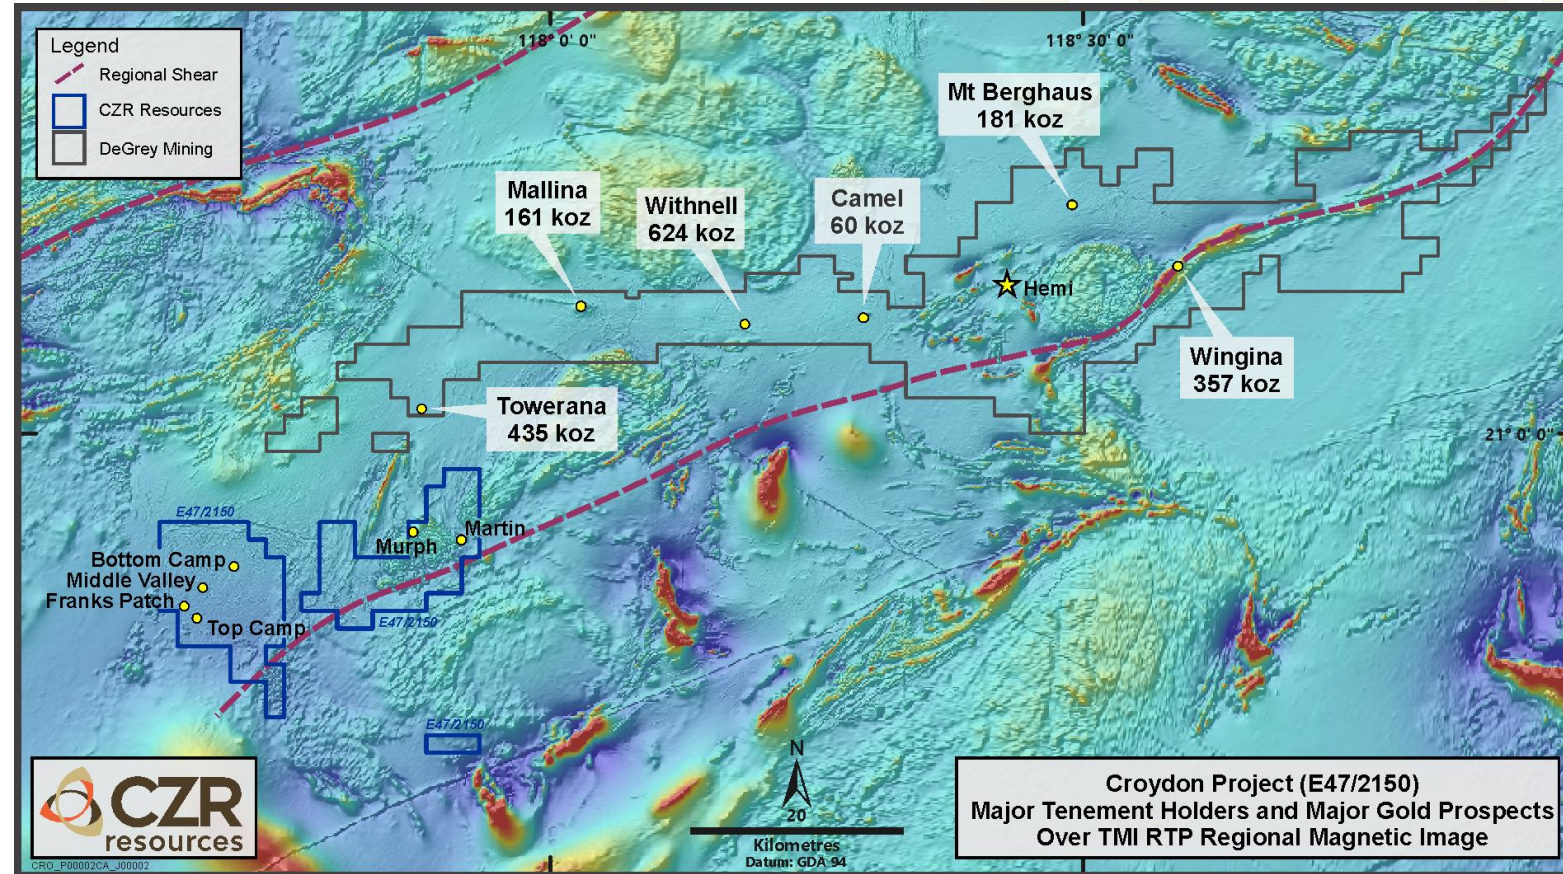 Legend
Regional Shear
CZR Resources
DeGrey Mining
118° 0' 0"
118° 30' 0"
Mt Berghaus
181 koz
Mallina
161 koz
Withnell
624 koz
Camel
60 koz
Hemi
Wingina
357 koz
Towerana
435 koz
21° 0' 0"
E47/2150
Bottom Camp
Middle Valley
Franks Patch
Top Camp
Murph
Martin
E47/2150
E47/2150
CZR
resources
CRO_P00002CA_J00002
N
20
Kilometres
Datum: GDA 94
Croydon Project (E47/2150)
Major Tenement Holders and Major Gold Prospects
Over TMI RTP Regional Magnetic Image